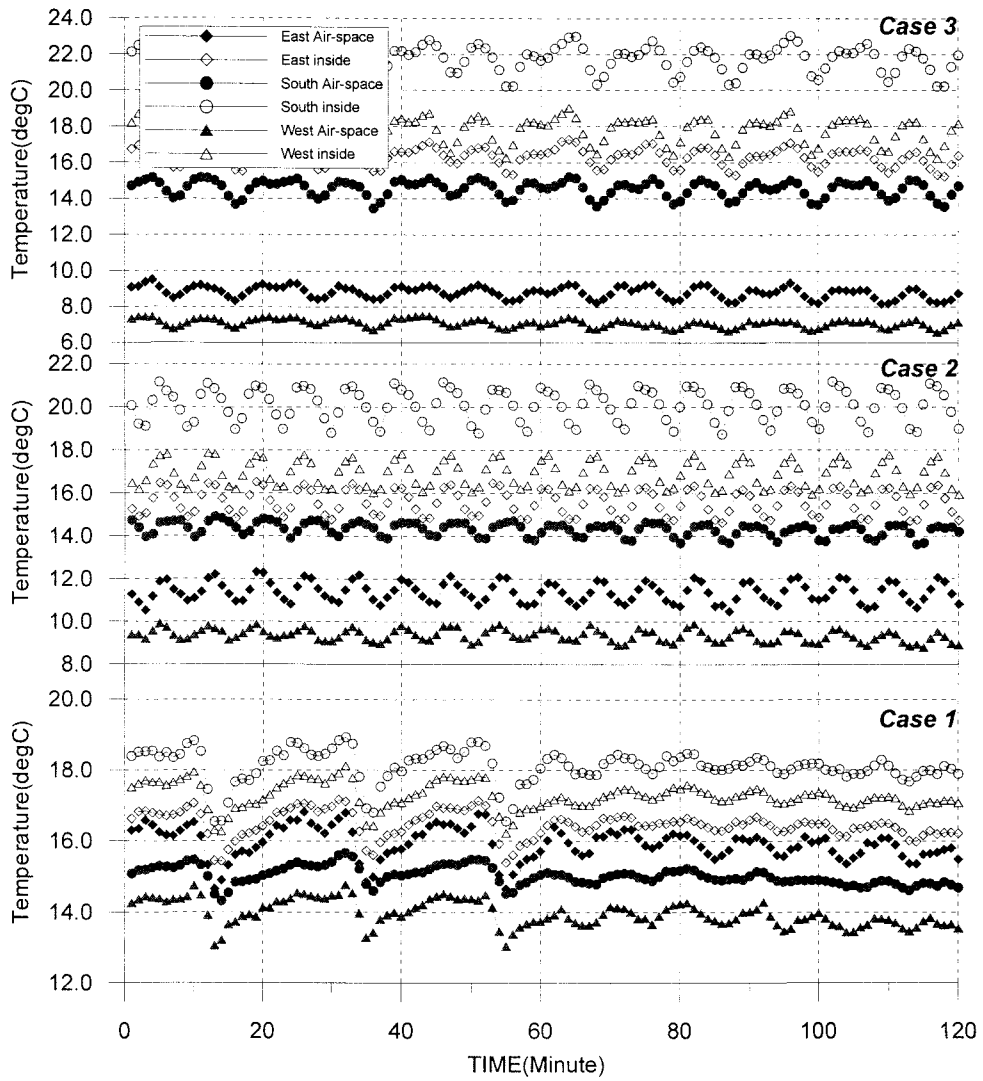 24.0
Case 3
22.0
20.0
18.0
16.0
14.0
12.0
10.0
8.0
6.0
Temperature(degC)
East Air-space
East inside
South Air-space
South inside
West Air-space
West inside
22.0
Case 2
20.0
18.0
16.0
14.0
12.0
10.0
8.0
Temperature(degC)
20.0
Case 1
18.0
16.0
14.0
12.0
Temperature(degC)
0 20 40 60 80 100 120
TIME(Minute)